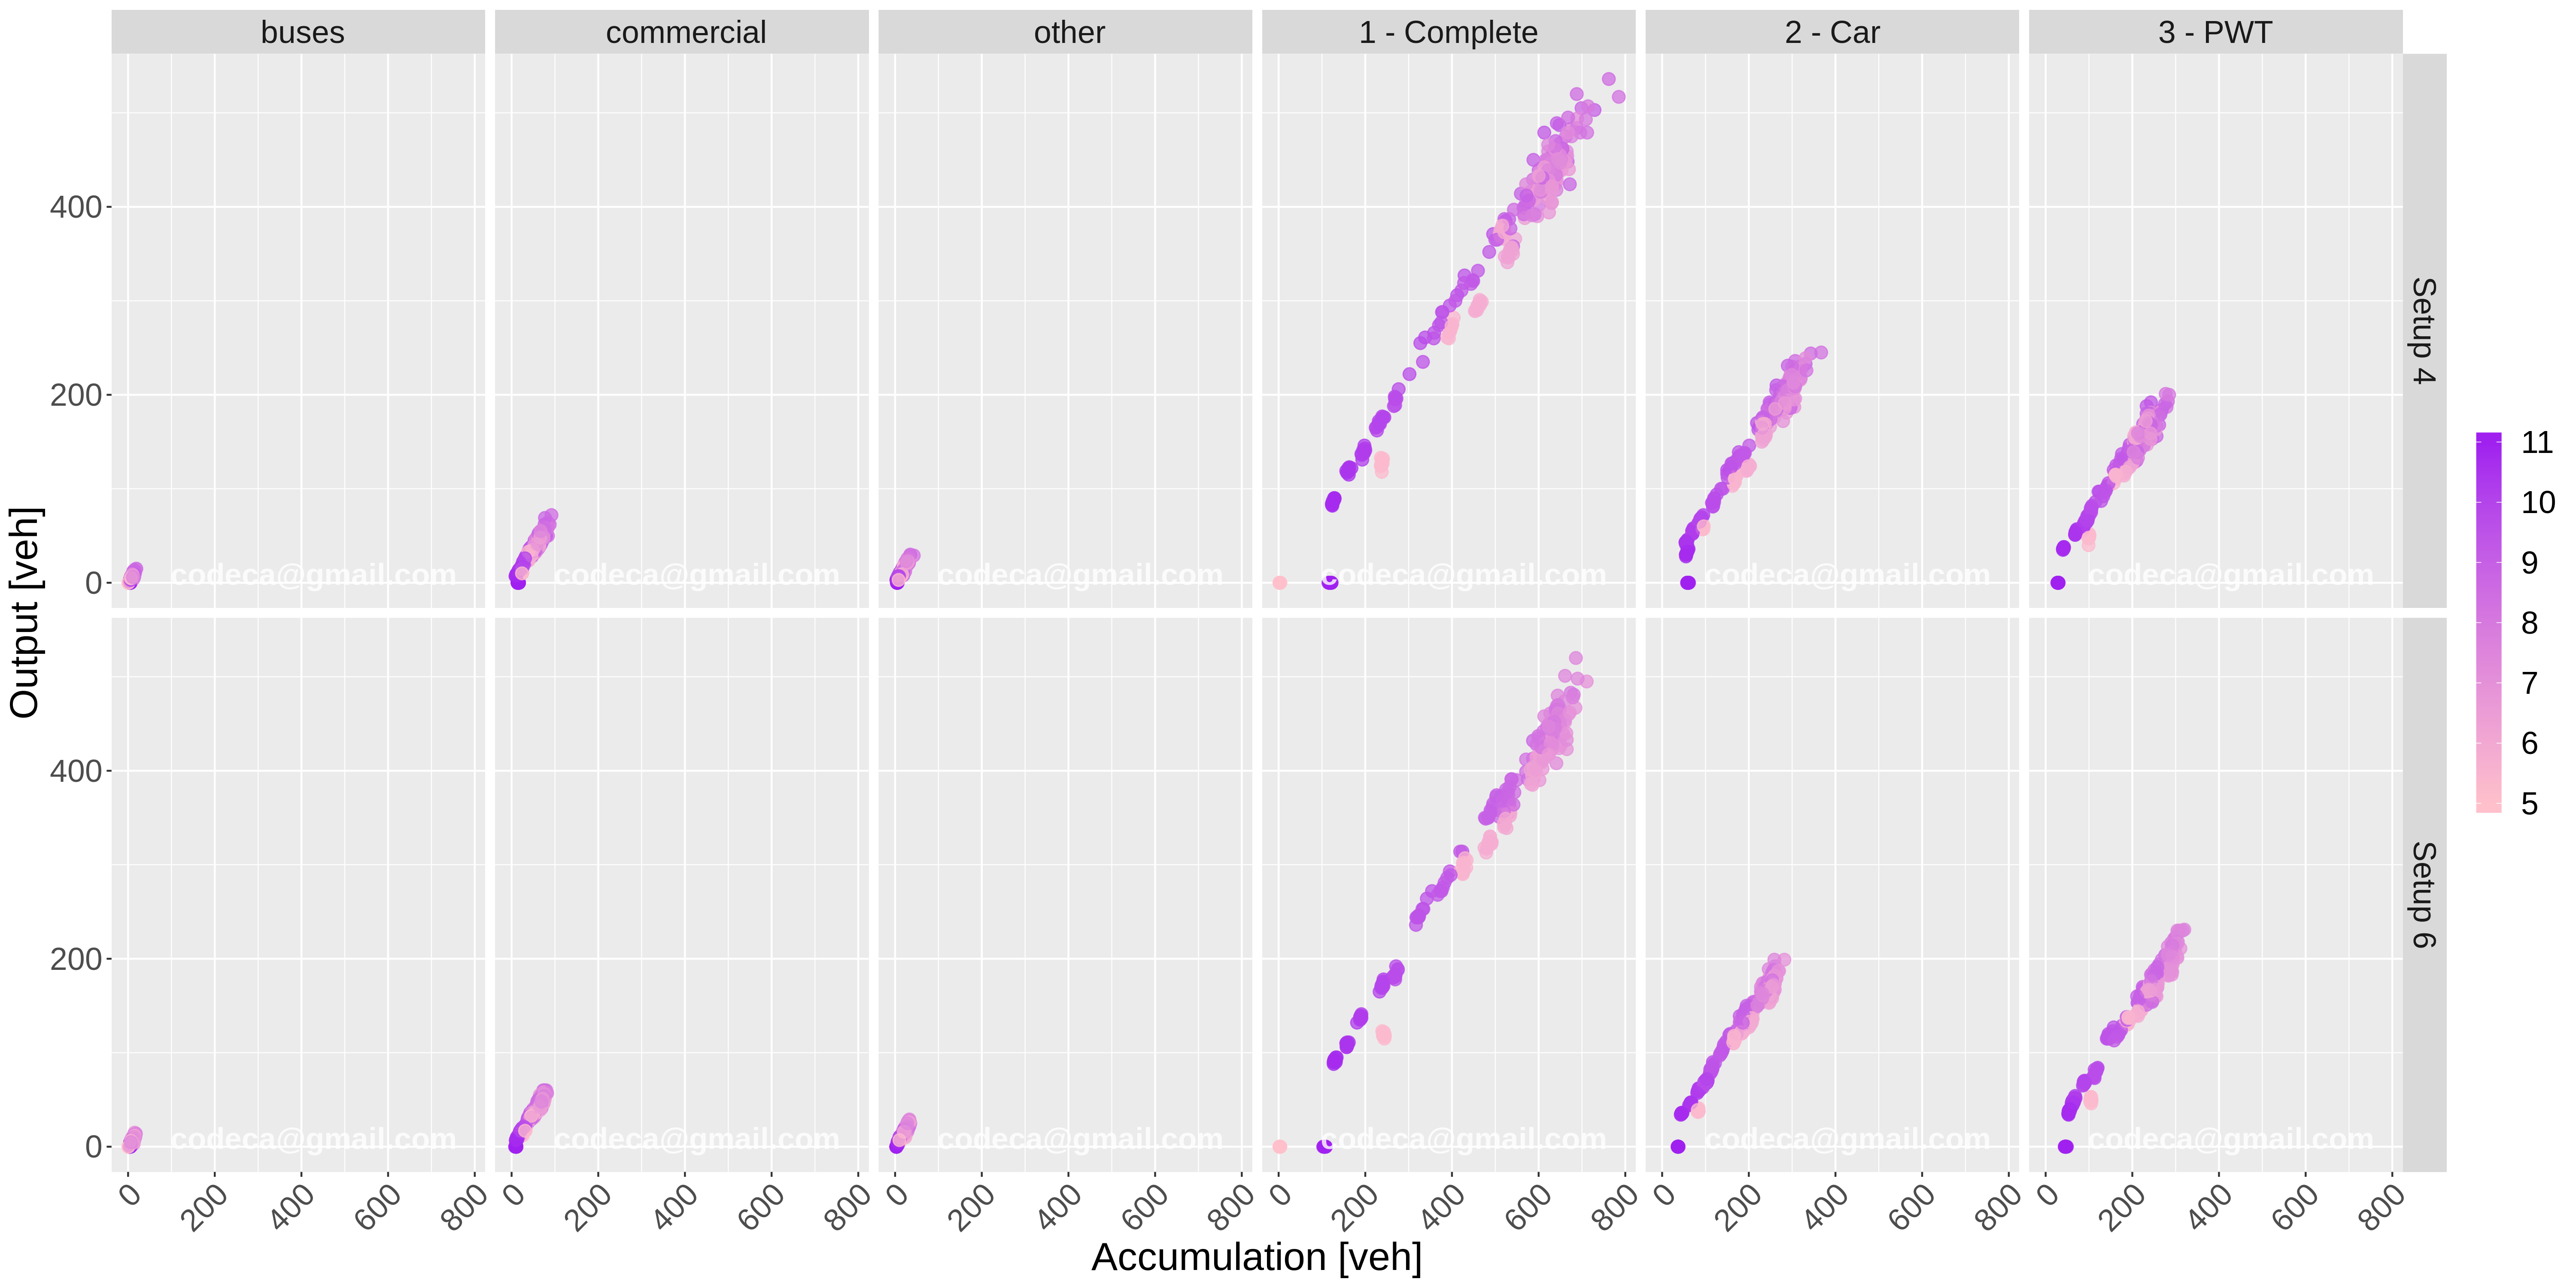 buses commercial other 1 - Complete 2 - Car 3 - PWT
400
200
0
codeca@gmail.com codeca@gmail.com codeca@gmail.com codeca@gmail.com codeca@gmail.com codeca@gmail.com
Setup 4
400
200
0
codeca@gmail.com codeca@gmail.com codeca@gmail.com codeca@gmail.com codeca@gmail.com codeca@gmail.com
Setup 6
Output [veh]
11
10
9
8
7
6
5
0 200 400 600 800 0 200 400 600 800 0 200 400 600 800 0 200 400 600 800 0 200 400 600 800 0 200 400 600 800
Accumulation [veh]